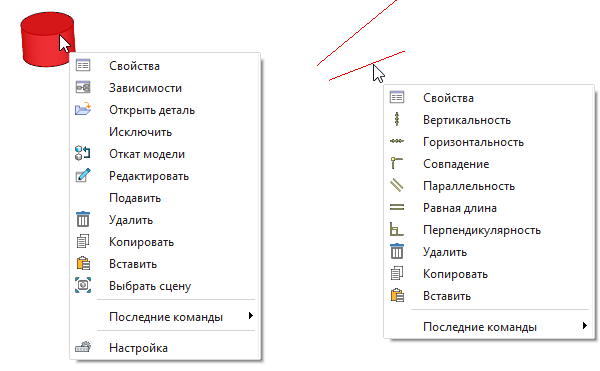 Свойства
Зависимости
Открыть деталь
Исключить
Откат модели
Редактировать
Подавить
Удалить
Копировать
Вставить
Выбрать сцену
Последние команды
Настройка
Свойства
Вертикальность
Горизонтальность
Совпадение
Параллельность
Равная длина
Перпендикулярность
Удалить
Копировать
Вставить
Последние команды